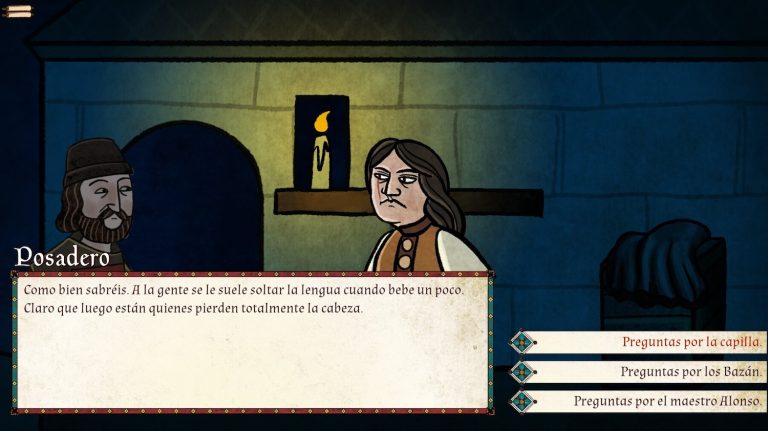 Posadero
Como bien sabréis. A la gente se le suele soltar la lengua cuando bebe un poco.
Claro que luego están quienes pierden totalmente la cabeza.
Preguntas por la capilla.
Preguntas por los Bazán.
Preguntas por el maestro Alonso.